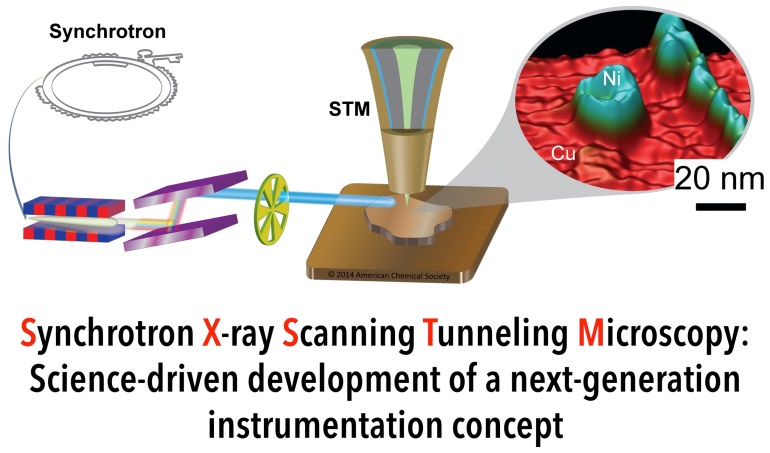 Synchrotron
STM
Ni
Cu
20 nm
© 2014 American Chemical Society
Synchrotron X-ray Scanning Tunneling Microscopy:
Science-driven development of a next-generation
instrumentation concept